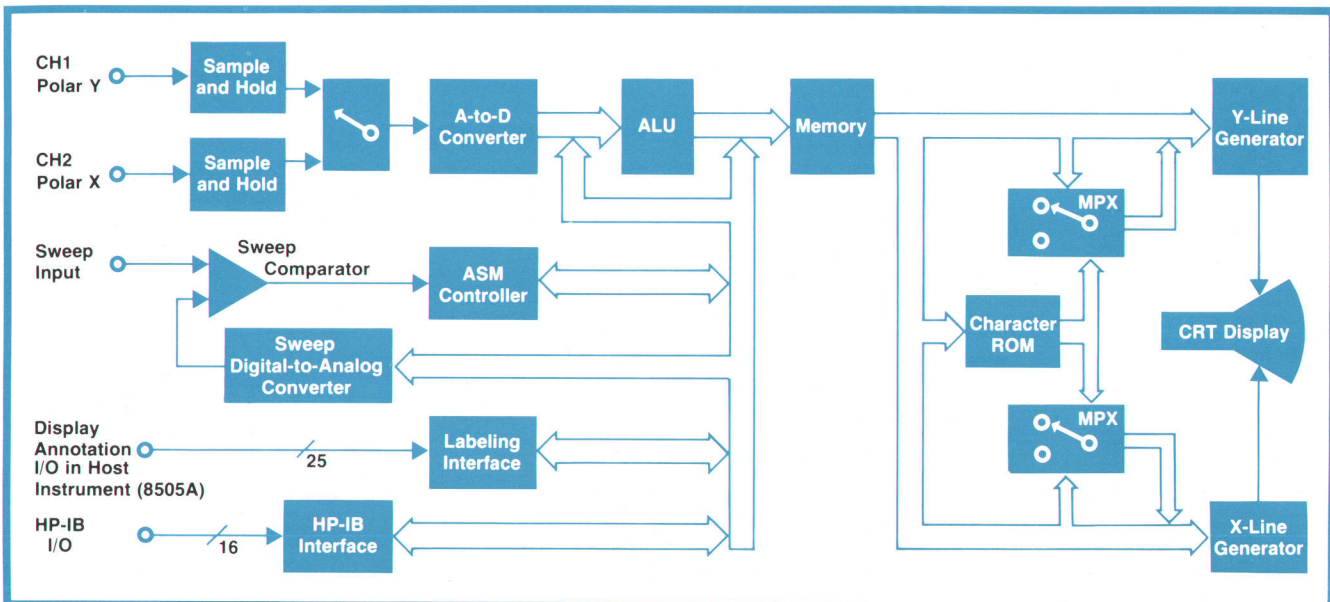 CH1
Polar Y
Sample
and Hold
CH2
Polar X
Sample
and Hold
A-to-D
Converter
ALU
Memory
Y-Line
Generator
MPX
Sweep
Input
Sweep
Comparator
ASM
Controller
Sweep
Digital-to-Analog
Converter
Character
ROM
CRT Display
Display
Annotation
I/O in Host
Instrument (8505A)
25
Labeling
Interface
MPX
HP-IB
I/O
16
HP-IB
Interface
X-Line
Generator